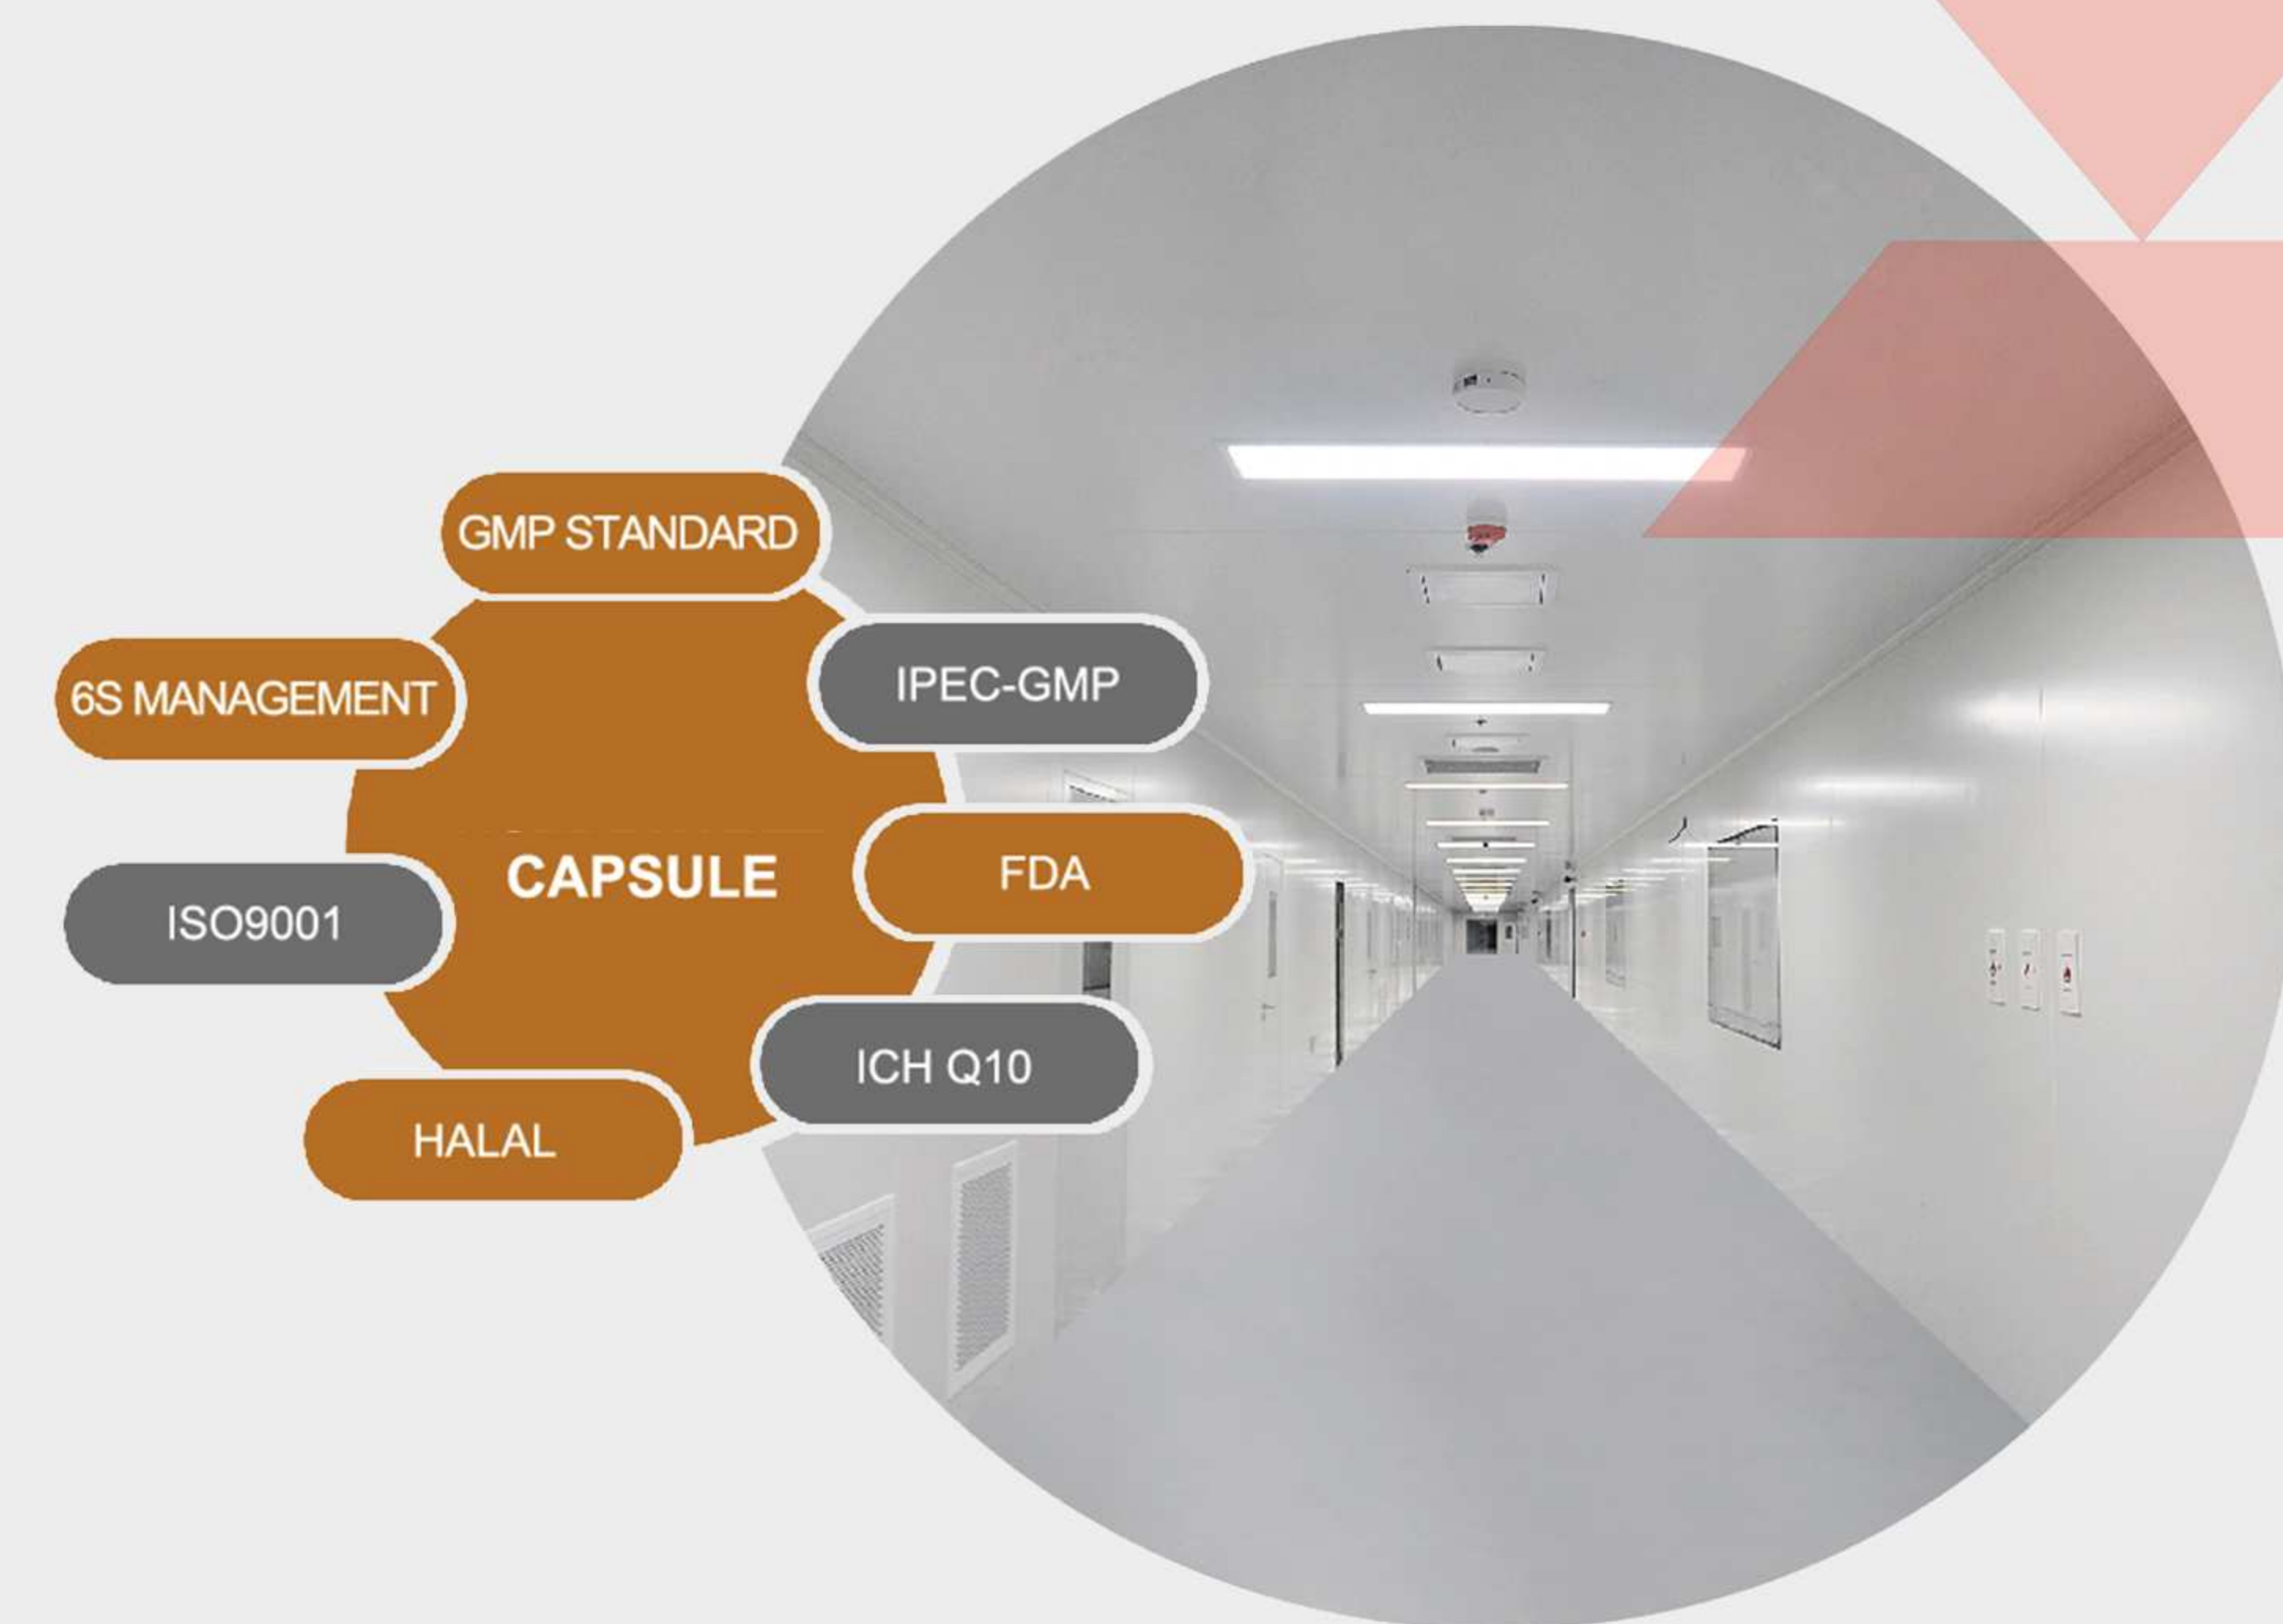 GMP STANDARD
IPEC-GMP
6S MANAGEMENT
CAPSULE
FDA
ISO9001
ICH Q10
HALAL